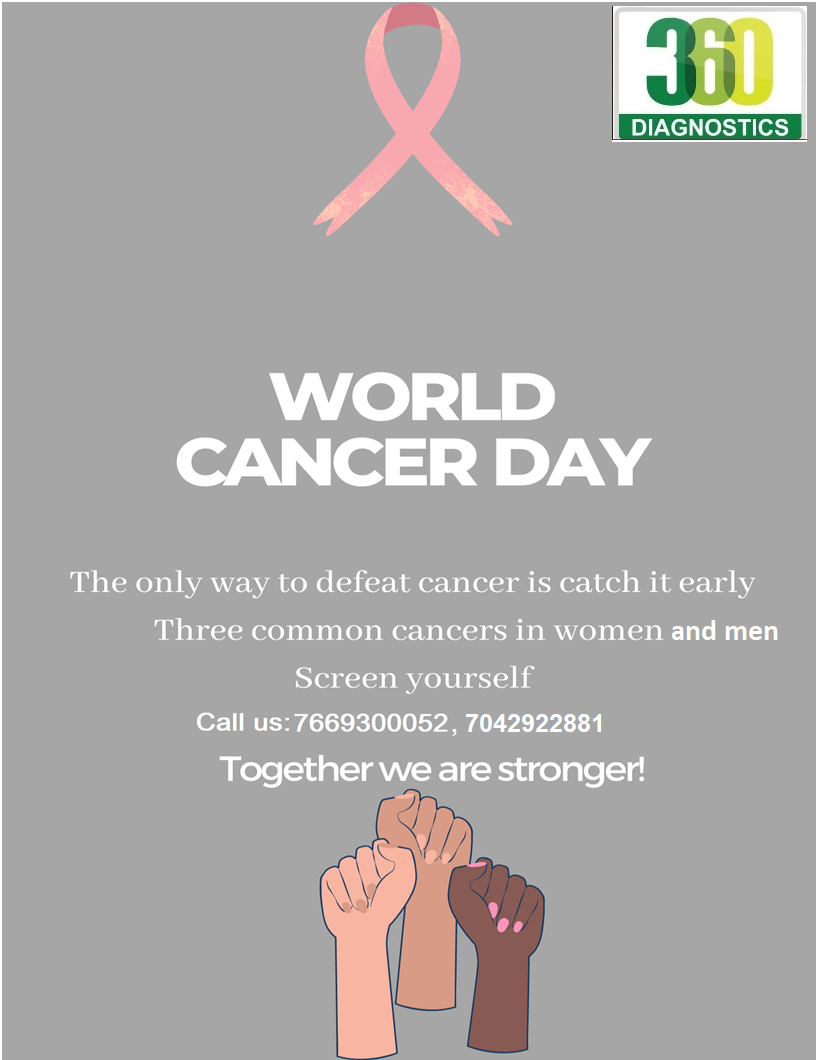 360
DIAGNOSTICS
WORLD
CANCER DAY
The only way to defeat cancer is catch it early
Three common cancers in women and men
Screen yourself
Call us:7669300052, 7042922881
Together we are stronger!